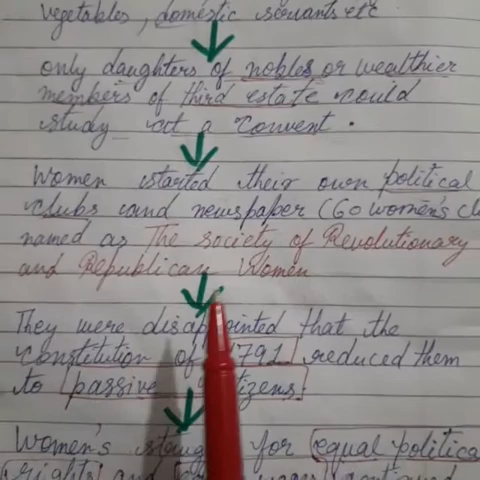 vegetables, domestic servants etc
only daughters of nobles or wealthier
members of third estate could
study at a convent.
Women started their own political
clubs and newspaper (60 women's cl
named as The society of Revolutionary
and Republican Women
They were disappointed that the
constitution of 1791 reduced them
to passive citizens
Women's for equal politica
rights and